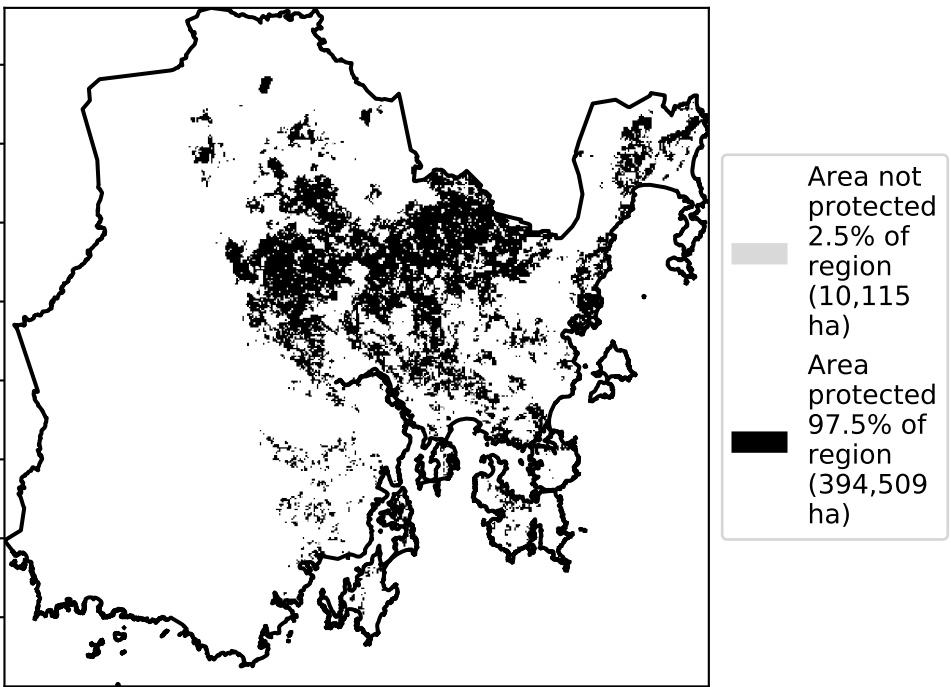 Area not
protected
2.5% of
region
(10,115
ha)
Area
protected
97.5% of
region
(394,509
ha)